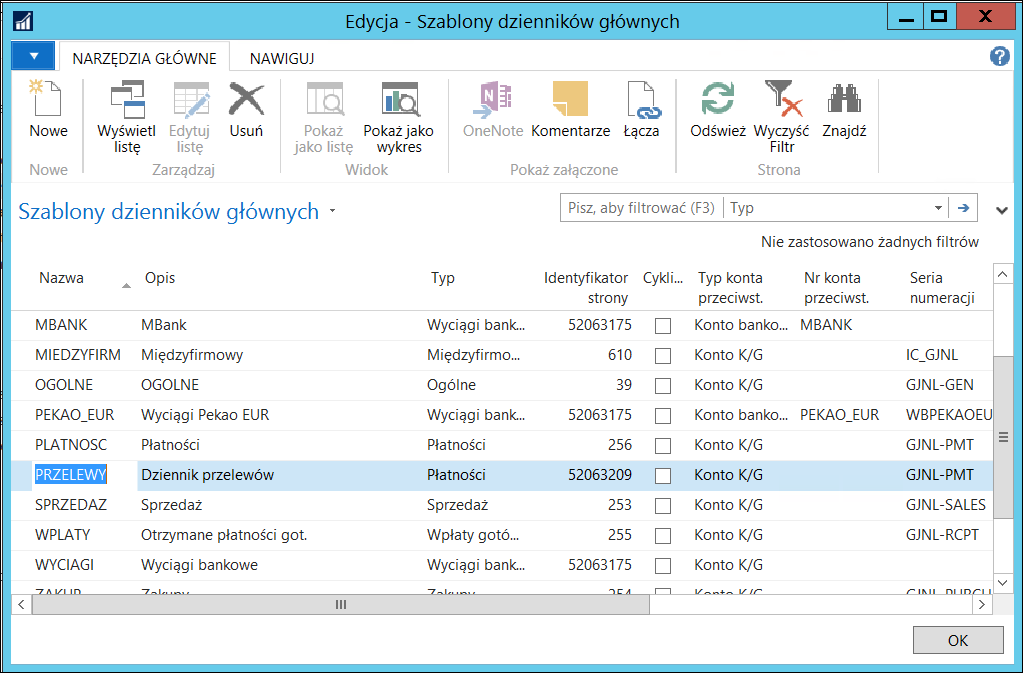 Edycja - Szablony dzienników głównych
NARZĘDZIA GŁÓWNE NAWIGUJ
Nowe
Wyświetl listę
Edytuj listę
Usuń
Pokaż jako listę
Pokaż jako wykres
OneNote
Komentarze
Łącza
Odśwież
Wyczyść Filtr
Znajdź
Nowe Zarządzaj Widok Pokaż załączone Strona
Szablony dzienników głównych
Pisz, aby filtrować (F3) Typ
Nie zastosowano żadnych filtrów
Nazwa Opis Typ Identyfikator strony Cykli... Typ konta przeciwst. Nr konta przeciwst. Seria numeracji
MBANK MBank Wyciągi bank... 52063175 Konto banko... MBANK
MIEDZYFIRM Międzyfirmowy Międzyfirmo... 610 Konto K/G IC_GJNL
OGOLNE OGOLNE Ogólne 39 Konto K/G GJNL-GEN
PEKAO_EUR Wyciągi Pekao EUR Wyciągi bank... 52063175 Konto banko... PEKAO_EUR WBPEKAOEU
PLATNOSC Płatności Płatności 256 Konto K/G GJNL-PMT
PRZELEWY Dziennik przelewów Płatności 52063209 Konto K/G GJNL-PMT
SPRZEDAZ Sprzedaż Sprzedaż 253 Konto K/G GJNL-SALES
WPLATY Otrzymane płatności got. Wpłaty gotó... 255 Konto K/G GJNL-RCPT
WYCIAGI Wyciągi bankowe Wyciągi bank... 52063175 Konto K/G
ZAKUP Zakupy Zakupy 254 Konto K/G GJNL-PURCH
OK